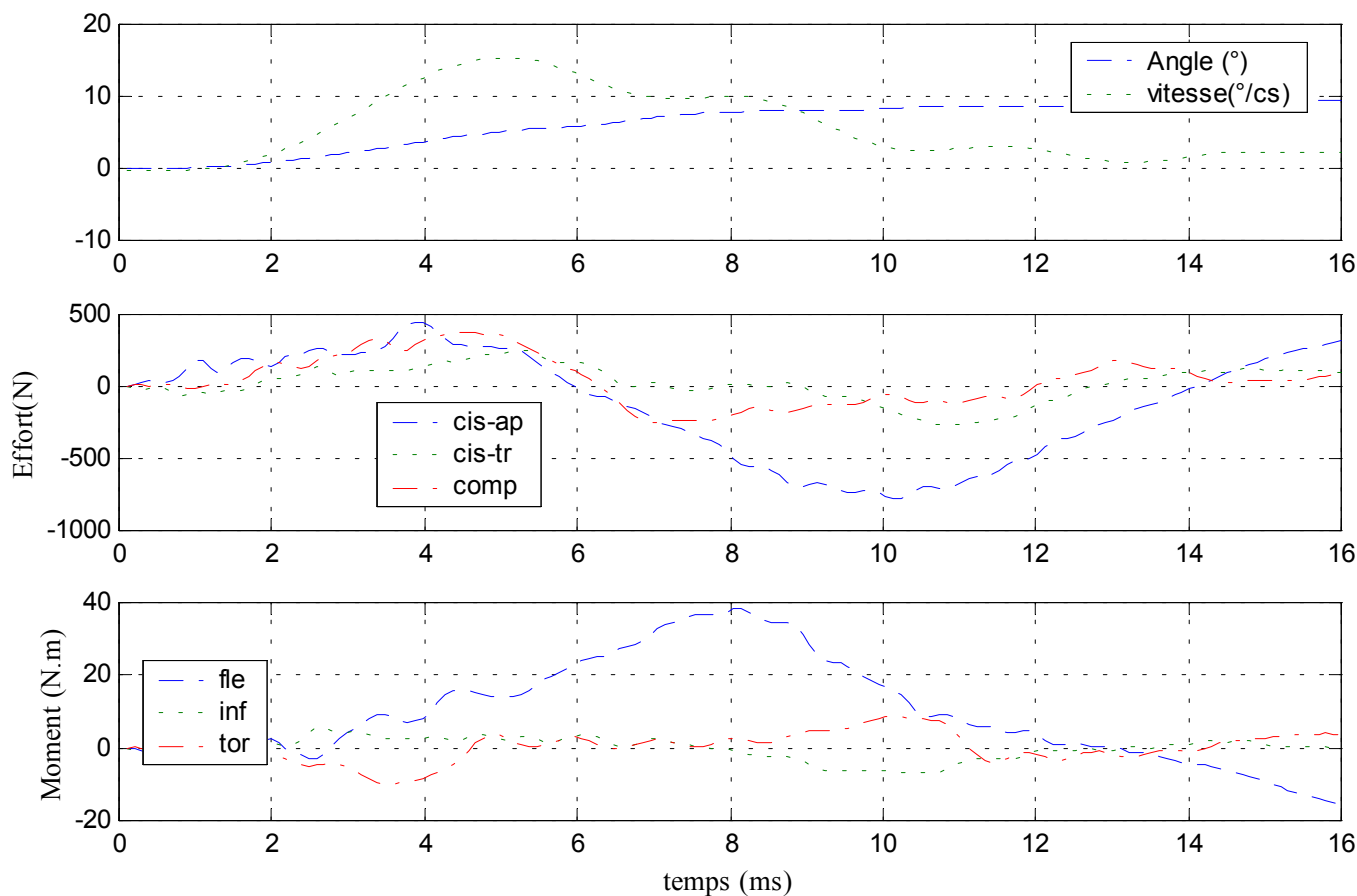 20
10
0
-10
0 2 4 6 8 10 12 14 16
Angle (°)
vitesse(°/cs)
Effort(N)
500
0
-500
-1000
0 2 4 6 8 10 12 14 16
cis-ap
cis-tr
comp
Moment (N.m)
40
20
0
-20
0 2 4 6 8 10 12 14 16
fle
inf
tor
temps (ms)